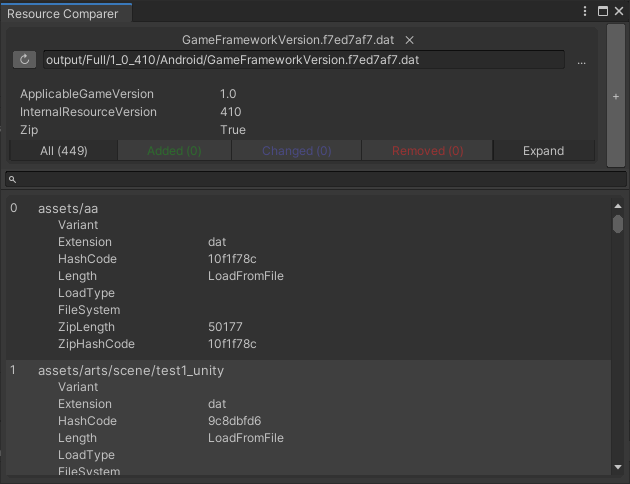 Resource Comparer
GameFrameworkVersion.f7ed7af7.dat
output/Full/1_0_410/Android/GameFrameworkVersion.f7ed7af7.dat ...
ApplicableGameVersion 1.0
InternalResourceVersion 410
Zip True
+
All (449) Added (0) Changed (0) Removed (0) Expand
0 assets/aa
Variant
Extension dat
HashCode 10f1f78c
Length LoadFromFile
LoadType
FileSystem
ZipLength 50177
ZipHashCode 10f1f78c
1 assets/arts/scene/test1_unity
Variant
Extension dat
HashCode 9c8dbfd6
Length LoadFromFile
LoadType
FileSystem